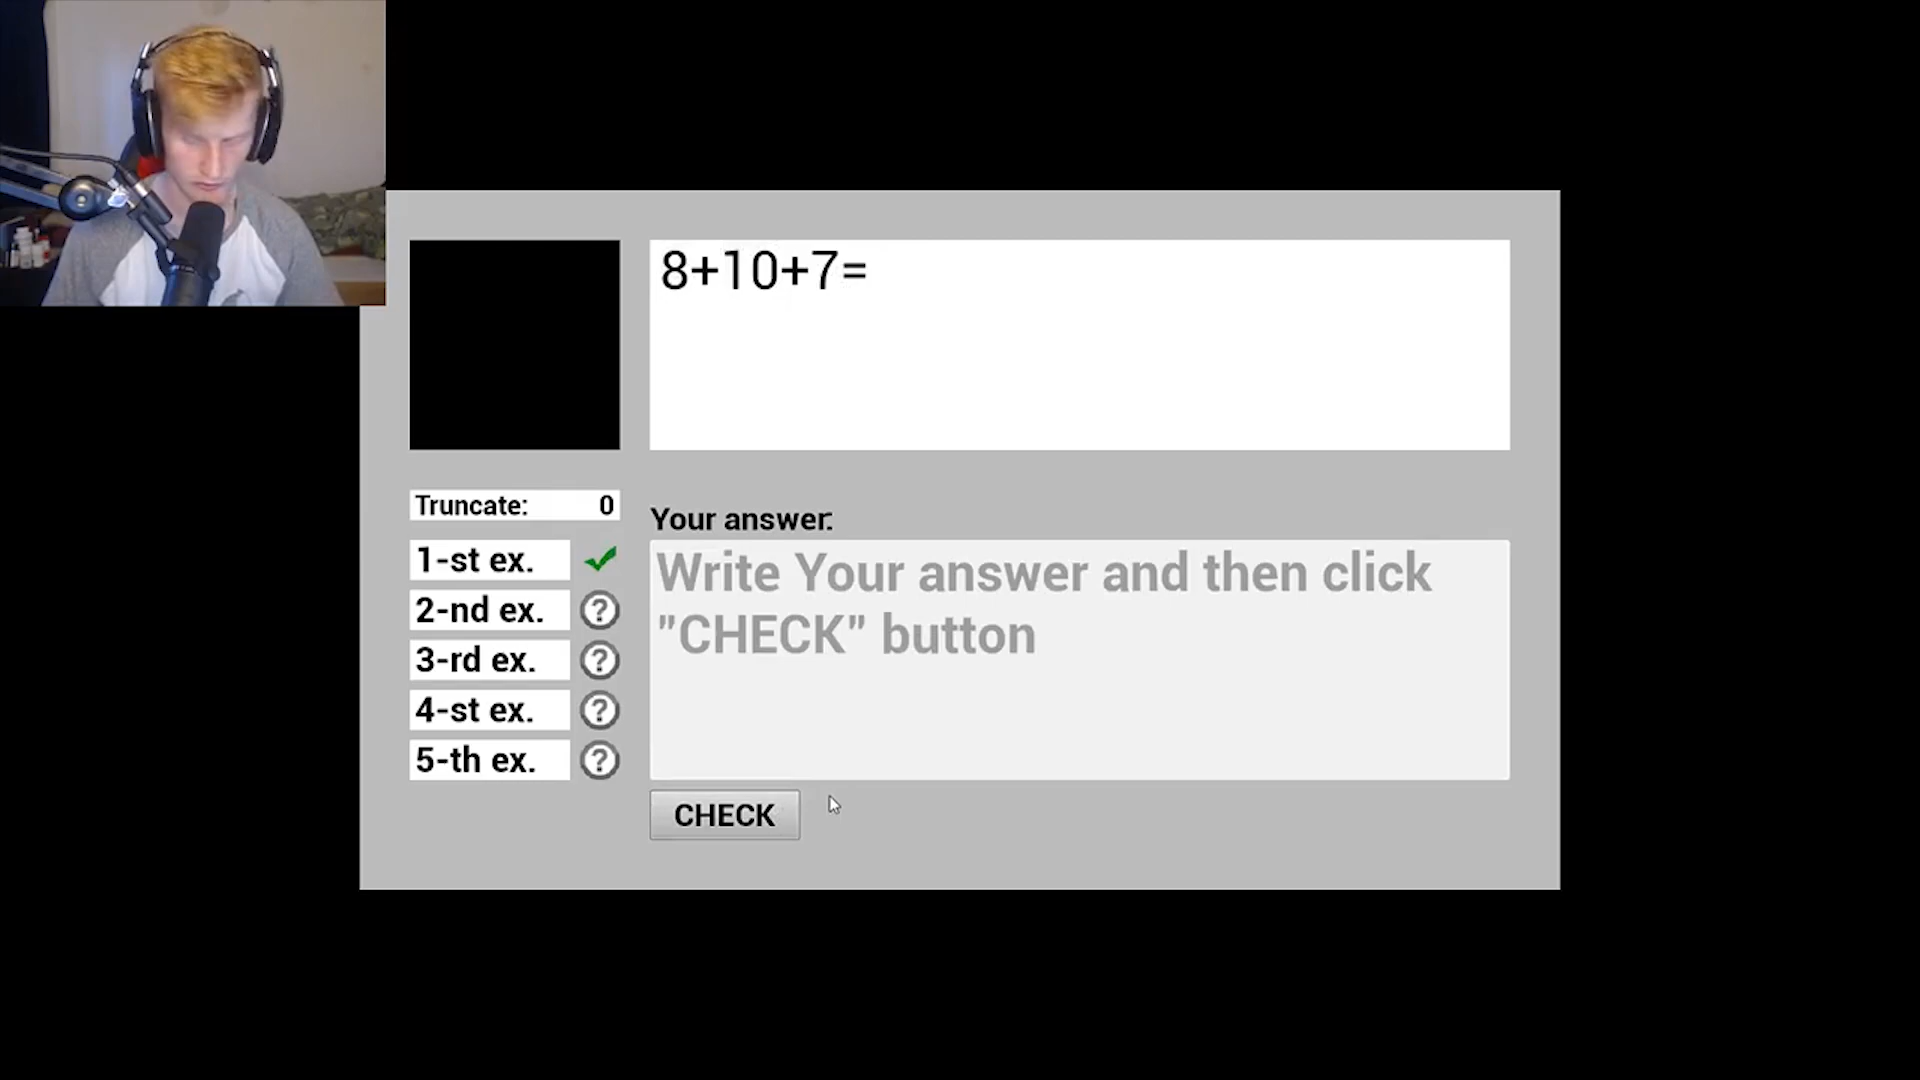 8+10+7=
Truncate: 0
Your answer:
1-st ex.
2-nd ex.
3-rd ex.
4-st ex.
5-th ex.
Write Your answer and then click
"CHECK" button
CHECK